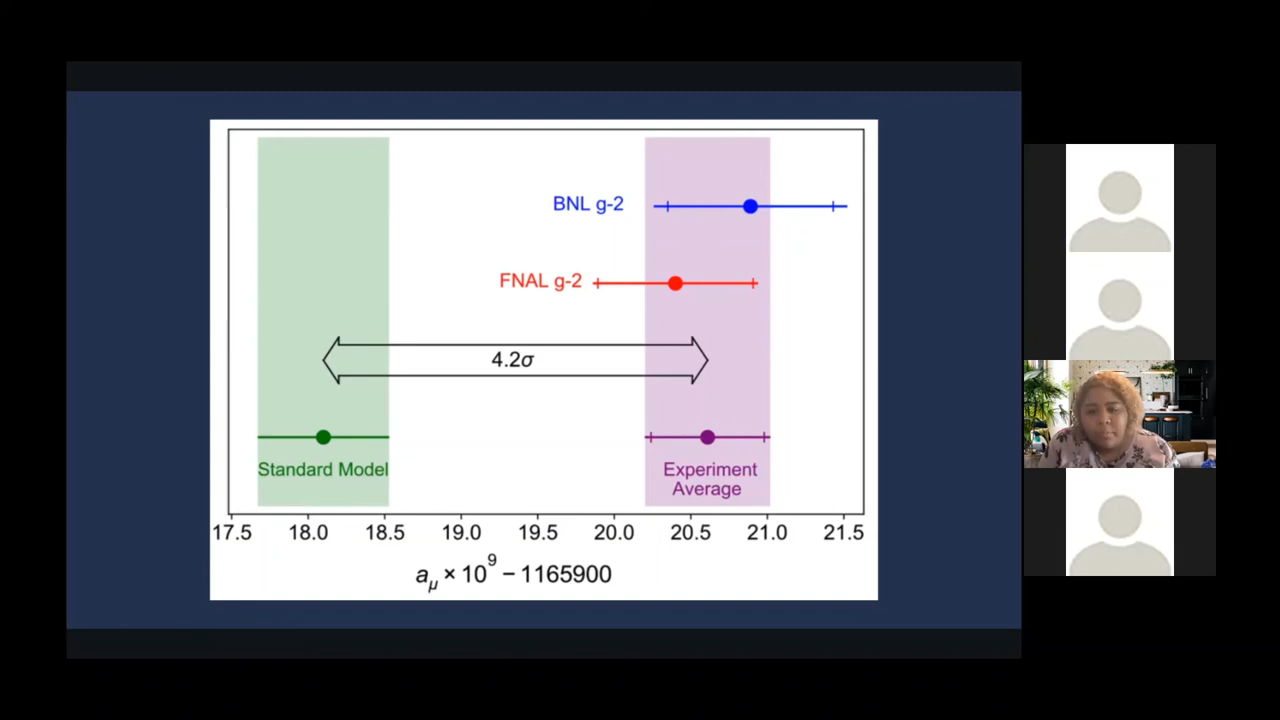 BNL g-2
FNAL g-2
4.2σ
Standard Model
Experiment
Average
17.5 18.0 18.5 19.0 19.5 20.0 20.5 21.0 21.5
aμ × 10⁹ − 1165900